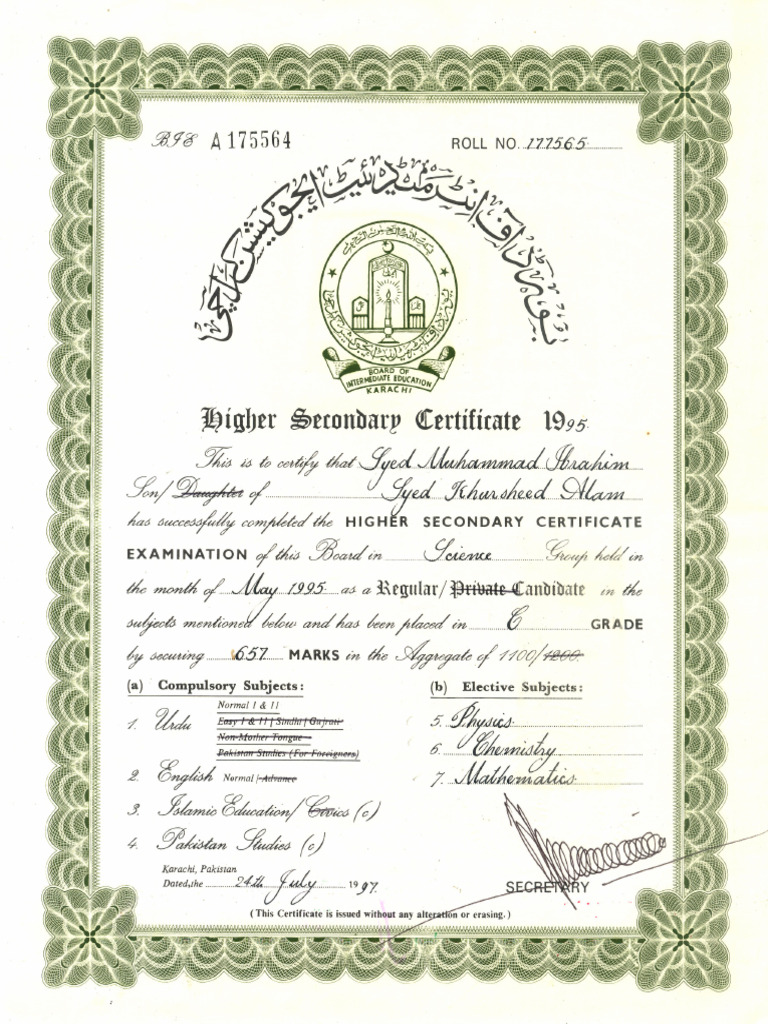 BIE A 175564 ROLL NO. 177565
بورڈ آف انٹرمیڈیئیٹ ایجوکیشن کراچی
BOARD OF
INTERMEDIATE EDUCATION
KARACHI
Higher Secondary Certificate 1995
This is to certify that Syed Muhammad Ibrahim
Son/ Daughter of Syed Khursheed Alam
has successfully completed the HIGHER SECONDARY CERTIFICATE
EXAMINATION of this Board in Science Group held in
the month of May 1995 as a Regular/ Private Candidate in the
subjects mentioned below and has been placed in C GRADE
by securing 657 MARKS in the Aggregate of 1100/ 1200
(a) Compulsory Subjects:
1. Urdu Normal I & II
Easy I & II | Sindhi | Gujrati
Non-Mother Tongue
Pakistan Studies (For Foreigners)
2. English Normal / Advance
3. Islamic Education/ Civics (c)
4. Pakistan Studies (c)
(b) Elective Subjects:
5. Physics
6. Chemistry
7. Mathematics
Karachi, Pakistan
Dated, the 24th July 1997.
SECRETARY
(This Certificate is issued without any alteration or erasing.)